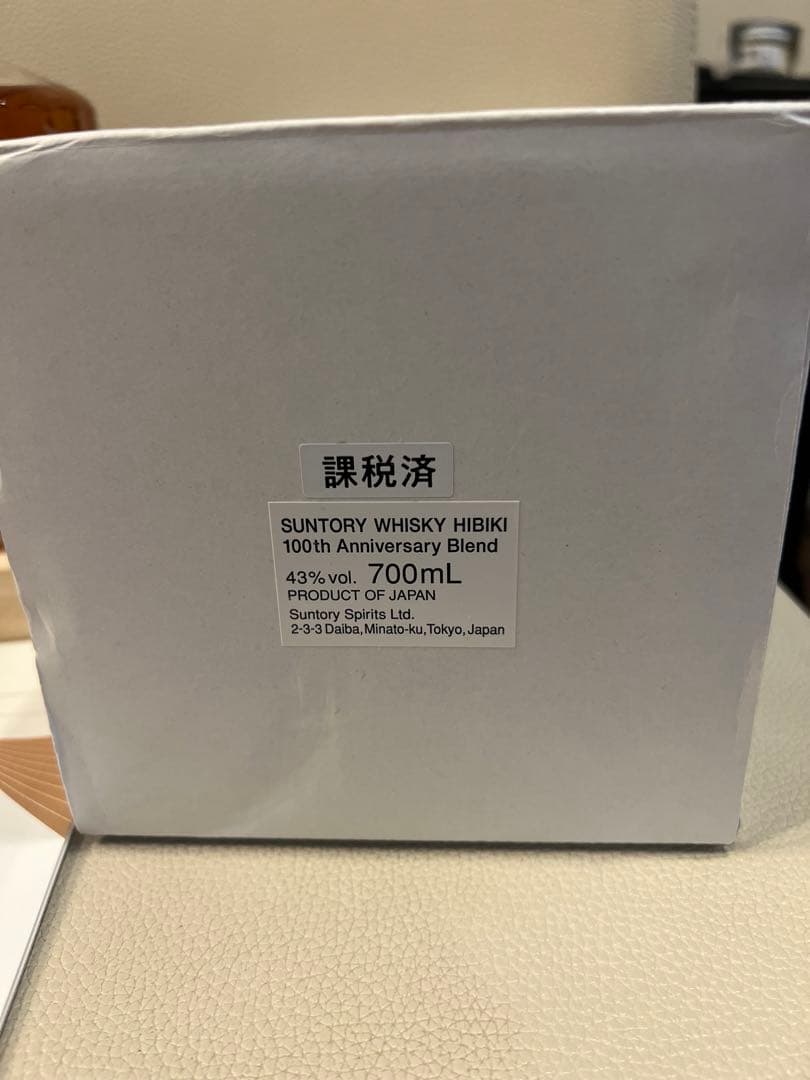 課税済
SUNTORY WHISKY HIBIKI
100th Anniversary Blend
43%vol. 700mL
PRODUCT OF JAPAN
Suntory Spirits Ltd.
2-3-3 Daiba,Minato-ku,Tokyo,Japan